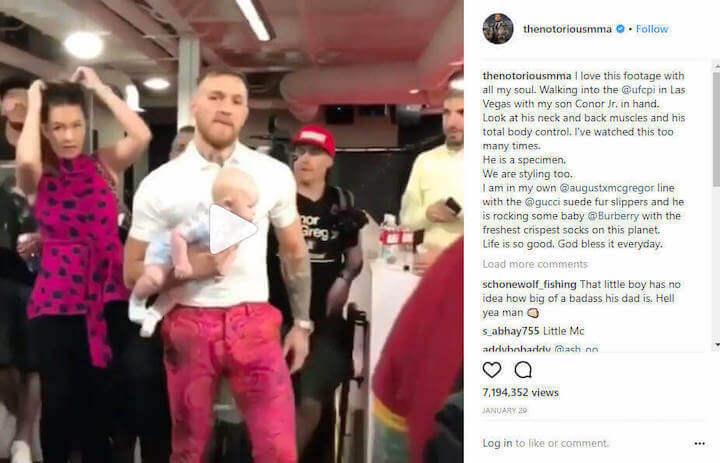 thenotoriousmma • Follow
thenotoriousmma I love this footage with
all my soul. Walking into the @ufcpi in Las
Vegas with my son Conor Jr. in hand.
Look at his neck and back muscles and his
total body control. I've watched this too
many times.
He is a specimen.
We are styling too.
I am in my own @augustxmcgregor line
with the @gucci suede fur slippers and he
is rocking some baby @Burberry with the
freshest crispest socks on this planet.
Life is so good. God bless it everyday.
Load more comments
schonewolf_fishing That little boy has no
idea how big of a badass his dad is. Hell
yea man 👊🏻
s_abhay755 Little Mc
addyhobaddy @ash_no
7,194,352 views
JANUARY 29
Log in to like or comment.